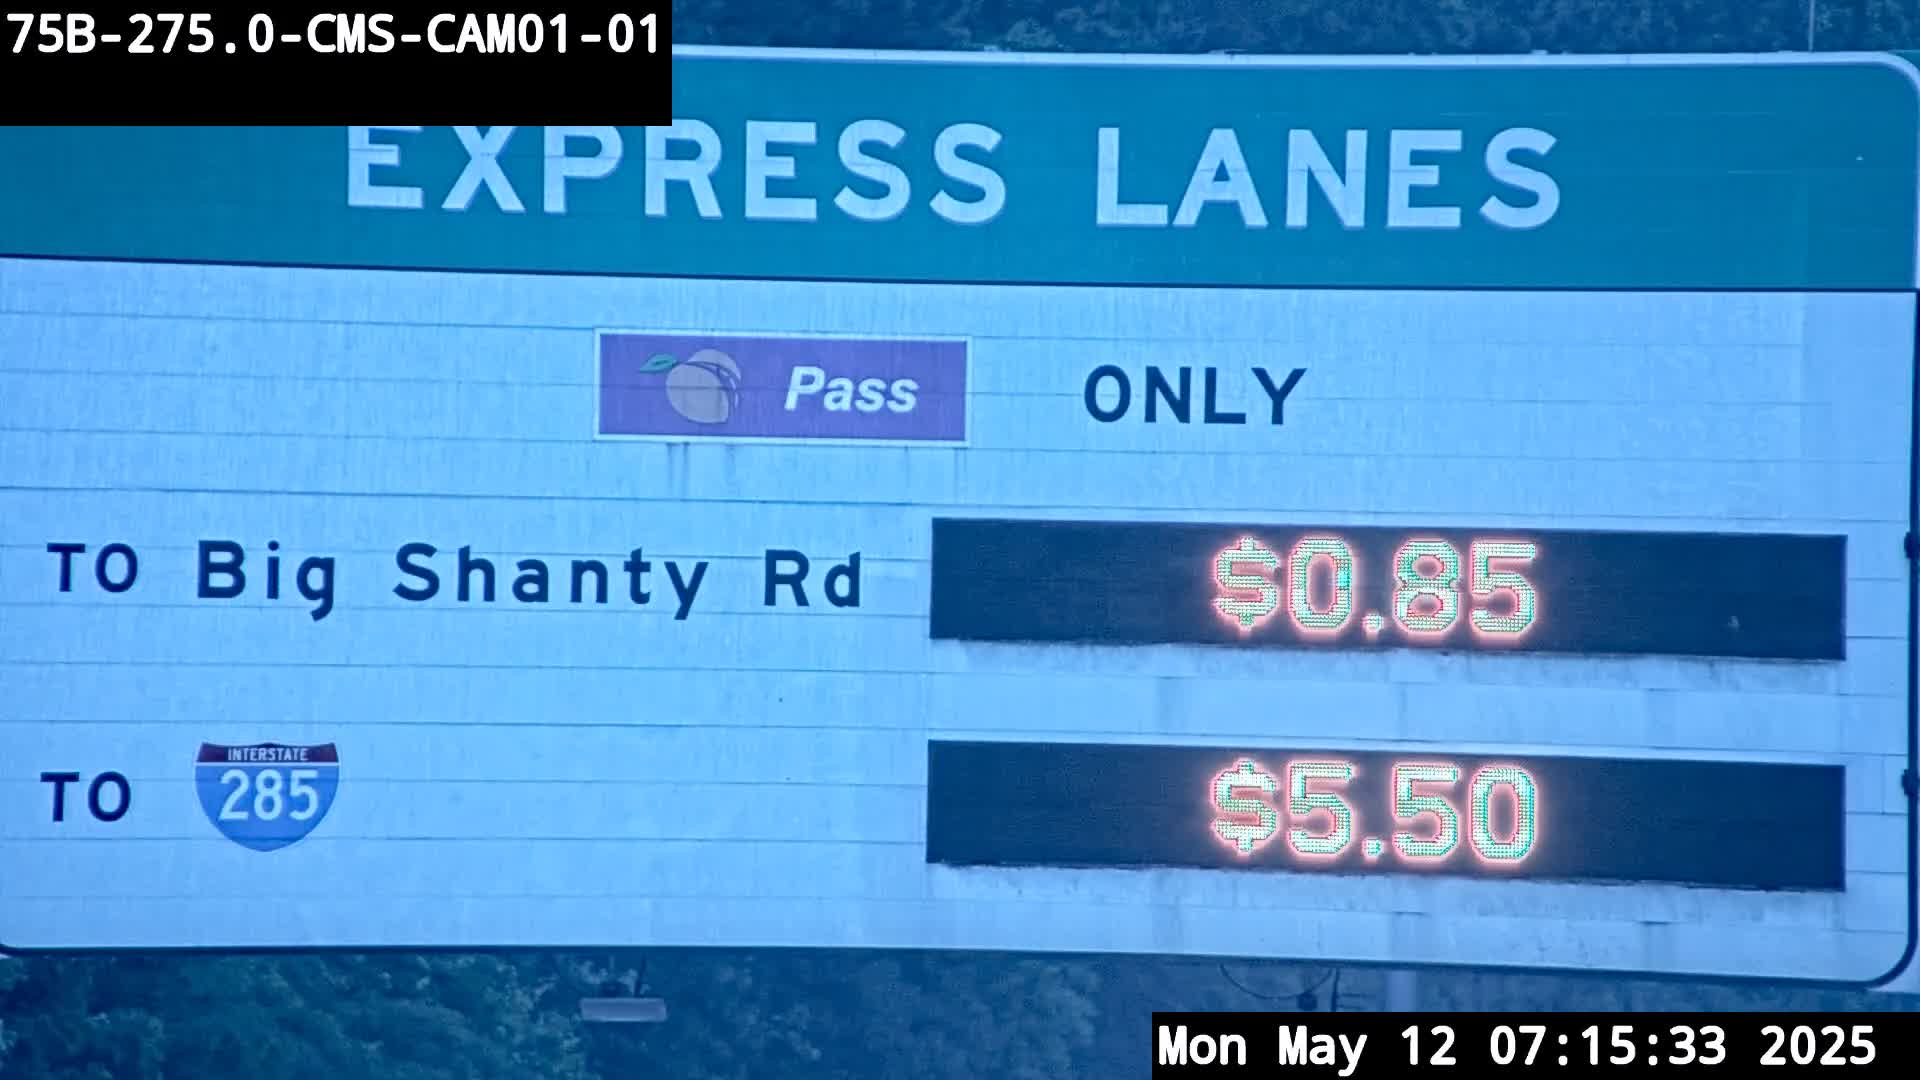 75B-275.0-CMS-CAM01-01
EXPRESS LANES
Pass ONLY
TO Big Shanty Rd $0.85
INTERSTATE
TO 285 $5.50
Mon May 12 07:15:33 2025